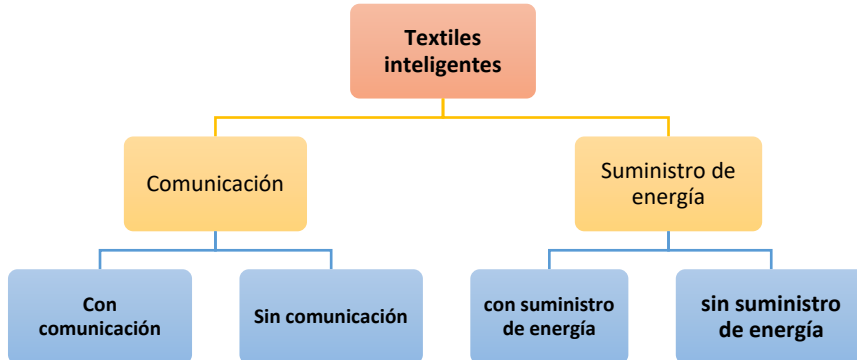 Textiles
inteligentes
Comunicación
Suministro de
energía
Con
comunicación
Sin comunicación
con suministro
de energía
sin suministro
de energía